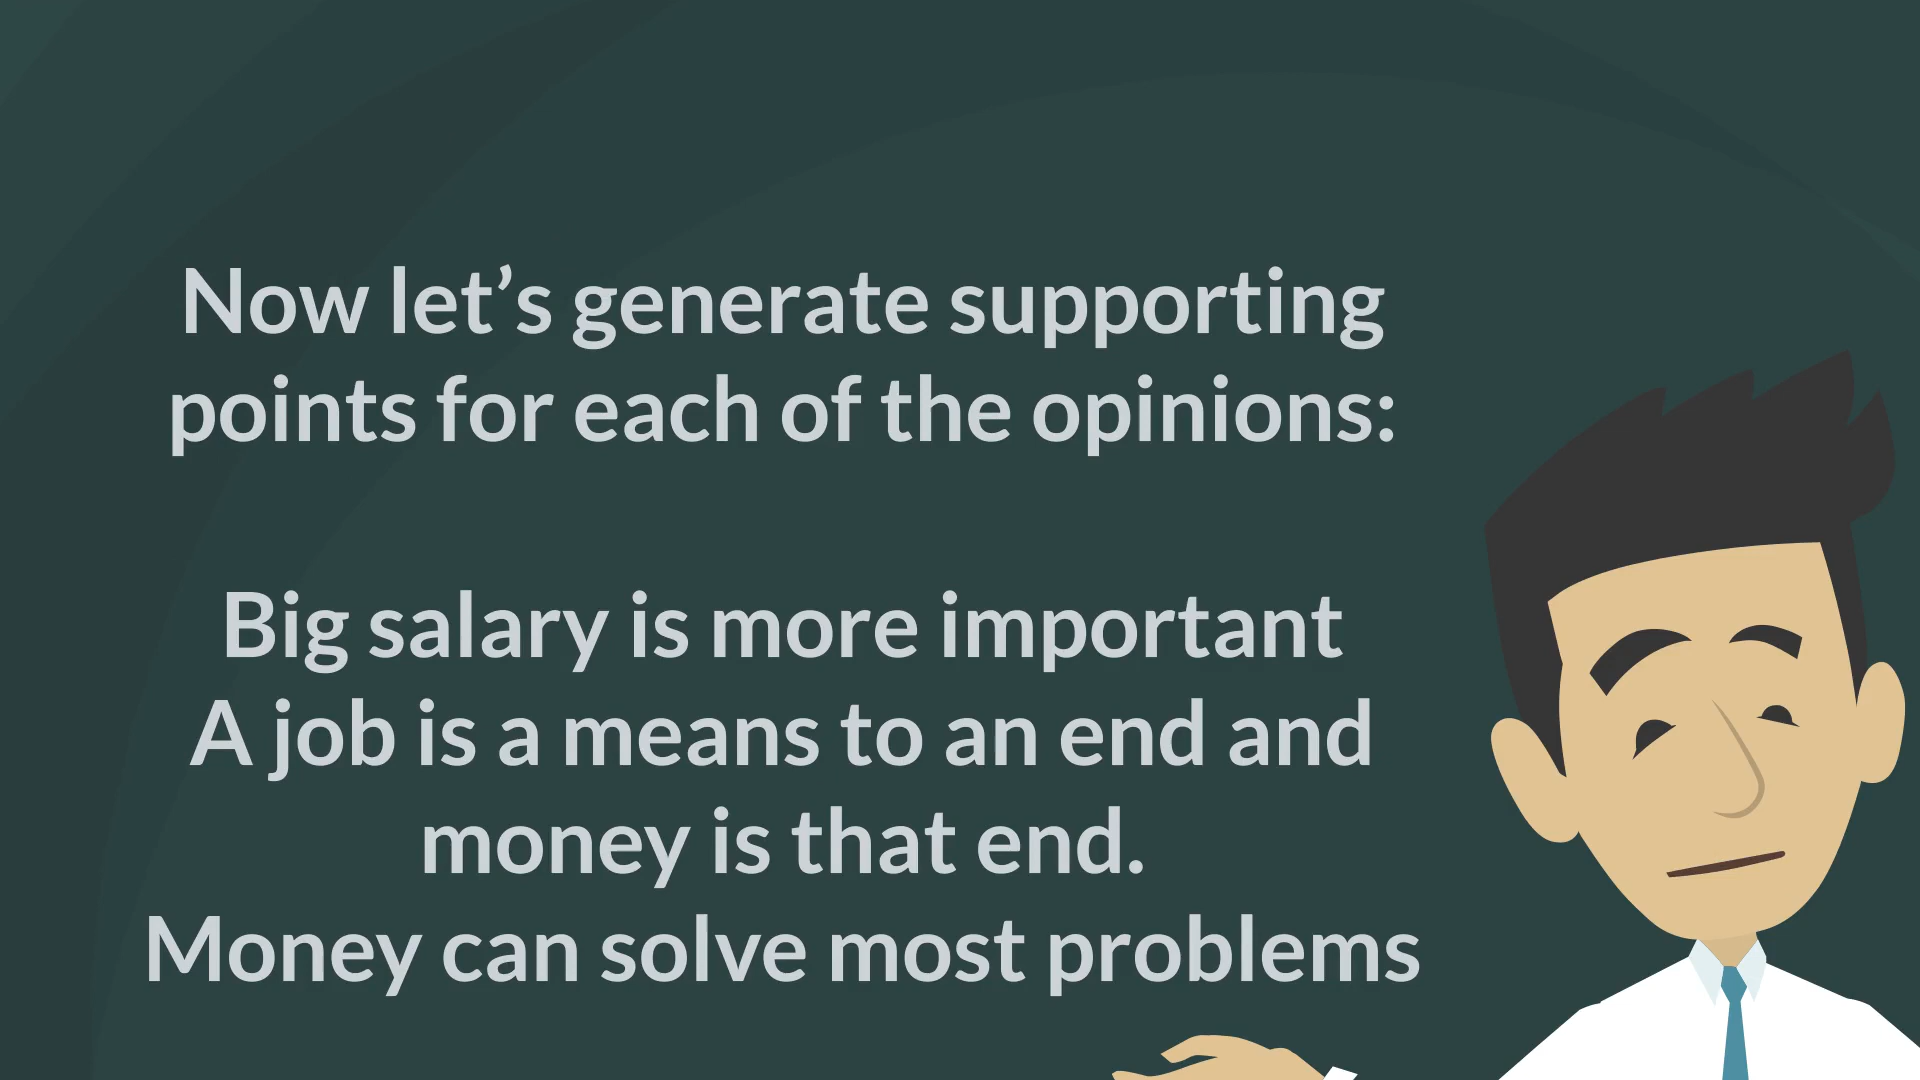 Now let’s generate supporting
points for each of the opinions:
Big salary is more important
A job is a means to an end and
money is that end.
Money can solve most problems